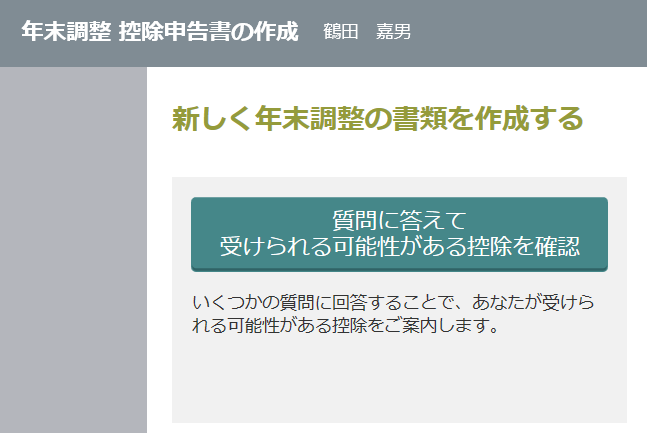 年末調整 控除申告書の作成 鶴田 嘉男
新しく年末調整の書類を作成する
質問に答えて
受けられる可能性がある控除を確認
いくつかの質問に回答することで、あなたが受けら
れる可能性がある控除をご案内します。